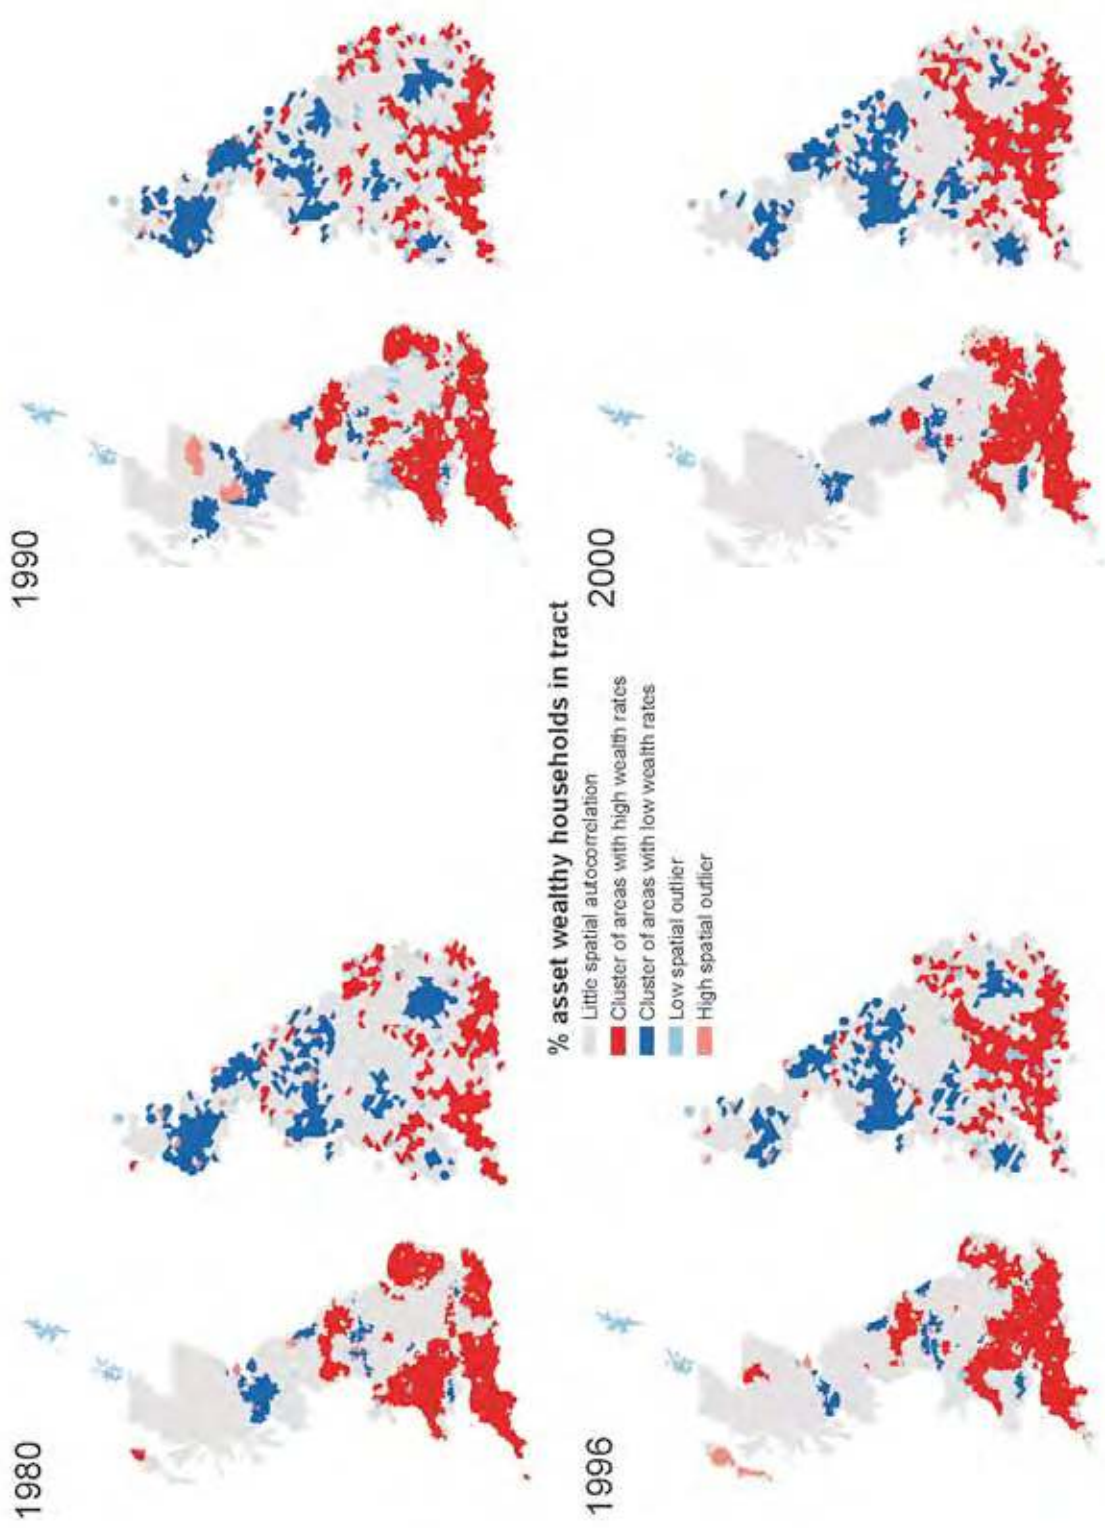 1980
1990
% asset wealthy households in tract
Little spatial autocorrelation
Cluster of areas with high wealth rates
Cluster of areas with low wealth rates
Low spatial outlier
High spatial outlier
1996
2000